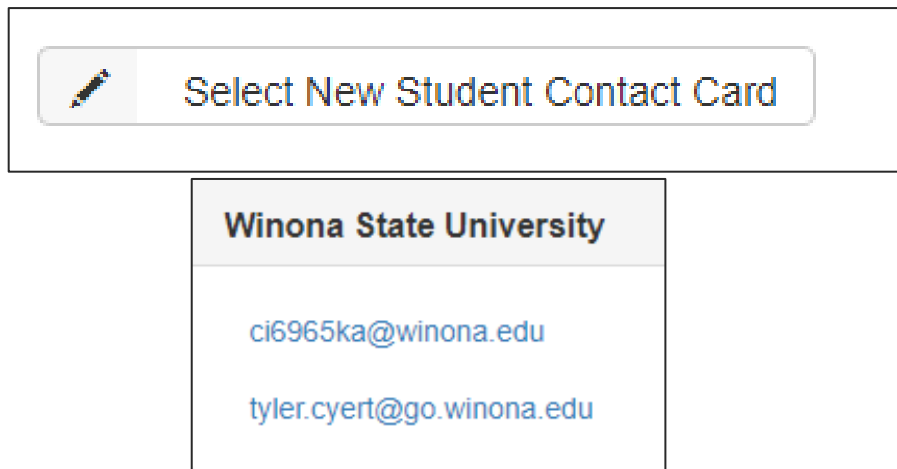 Select New Student Contact Card
Winona State University
ci6965ka@winona.edu
tyler.cyert@go.winona.edu